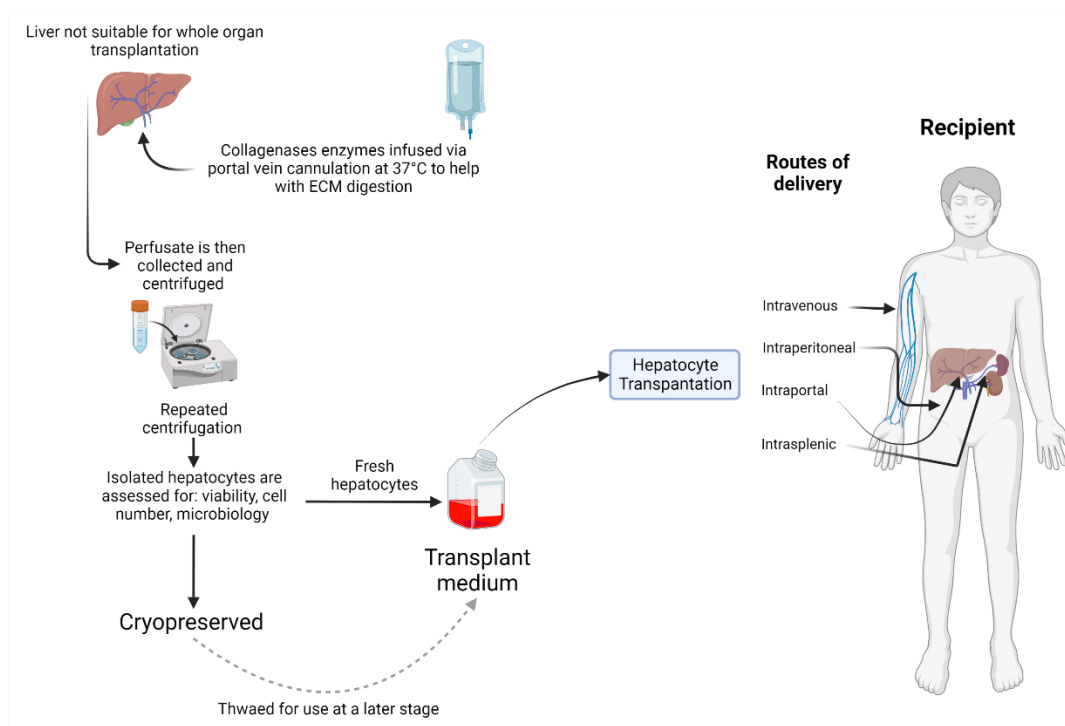 Liver not suitable for whole organ
transplantation
Collagenases enzymes infused via
portal vein cannulation at 37°C to help
with ECM digestion
Perfusate is then
collected and
centrifuged
Repeated
centrifugation
Isolated hepatocytes are
assessed for: viability, cell
number, microbiology
Fresh
hepatocytes
Cryopreserved
Transplant
medium
Thwaed for use at a later stage
Hepatocyte
Transpantation
Recipient
Routes of
delivery
Intravenous
Intraperitoneal
Intraportal
Intrasplenic